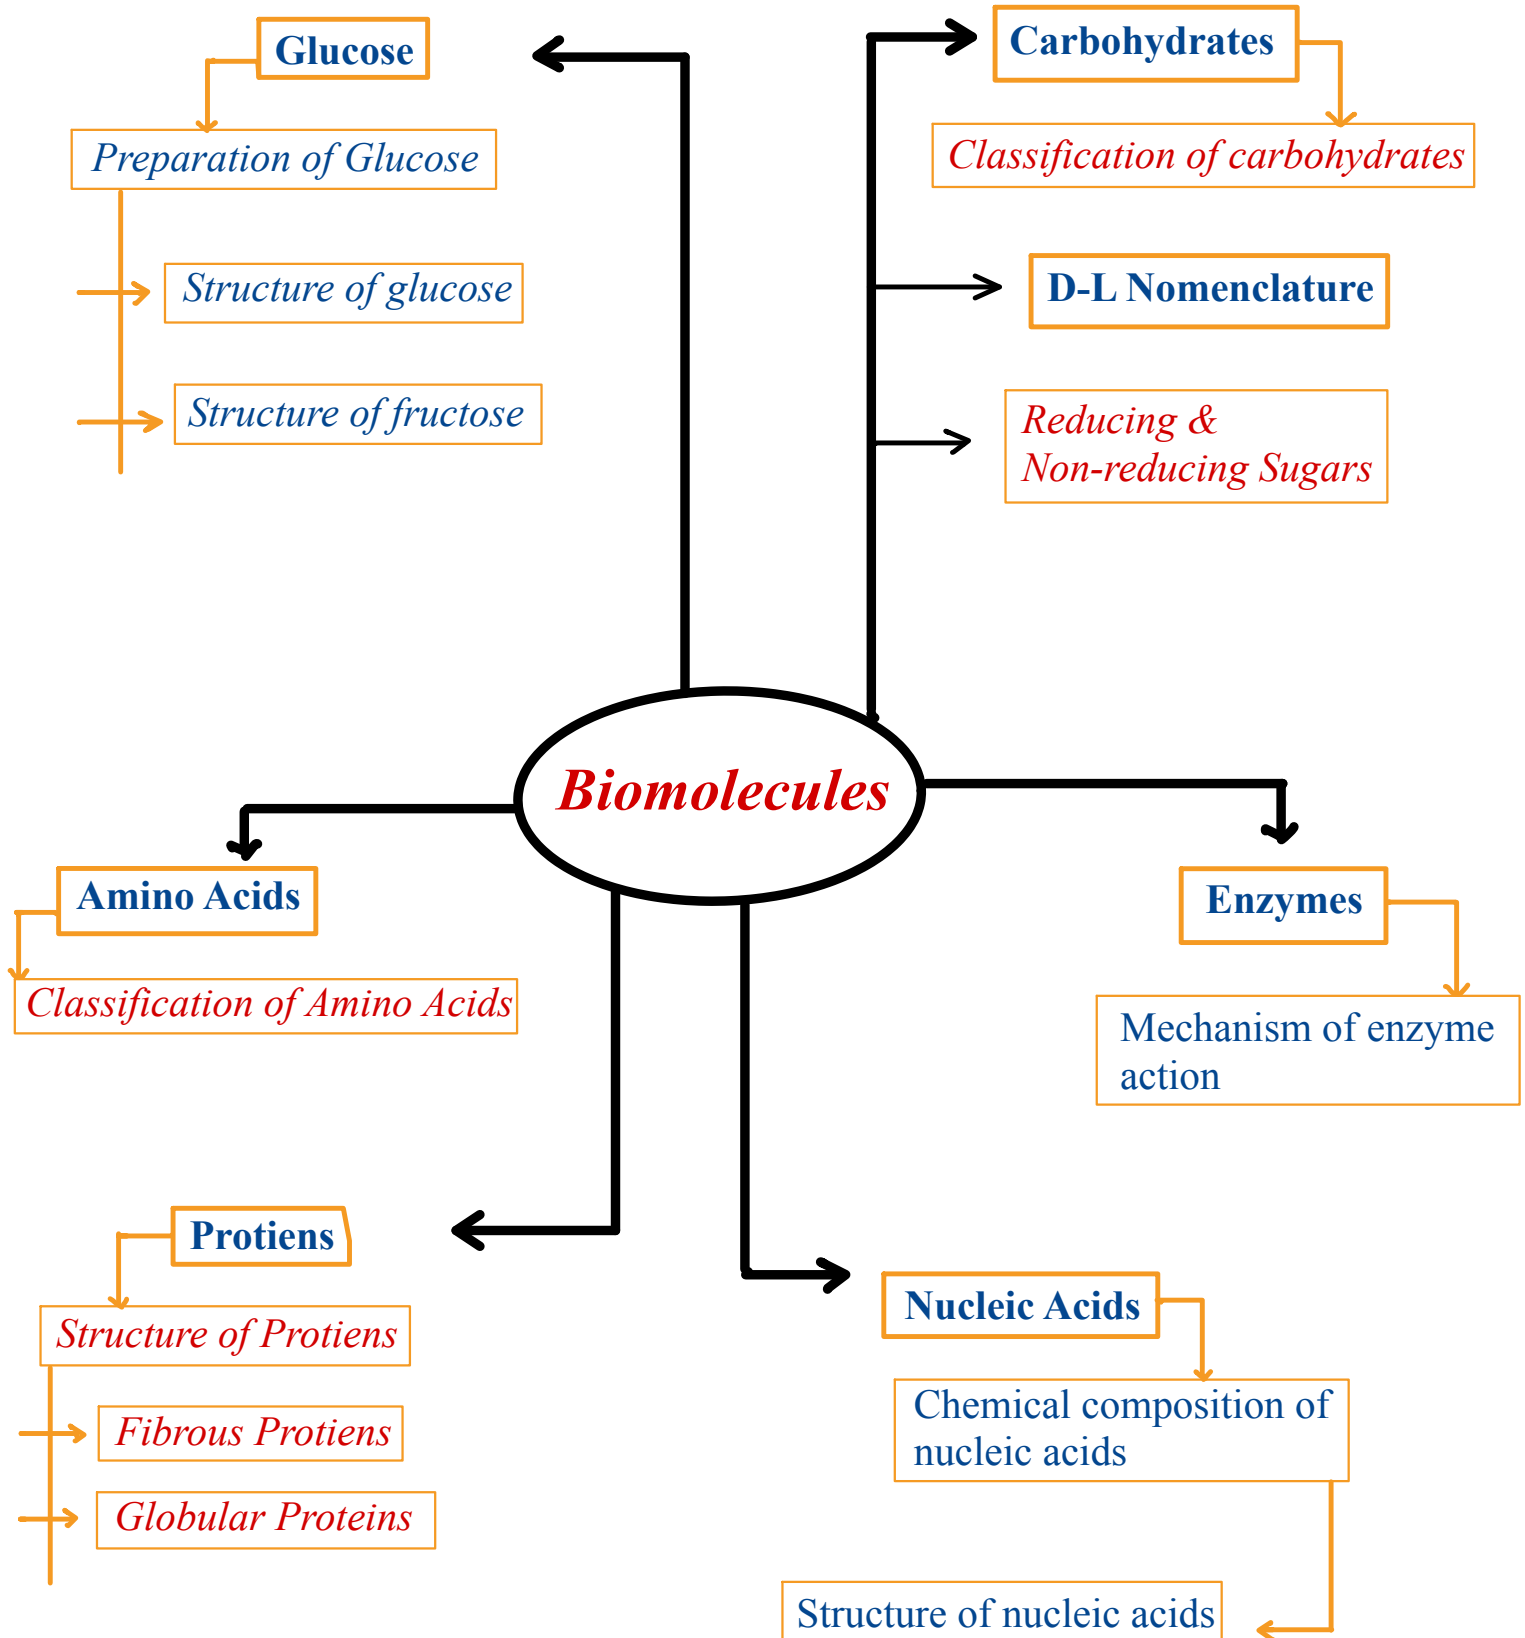 Glucose
Preparation of Glucose
Structure of glucose
Structure of fructose
Carbohydrates
Classification of carbohydrates
D-L Nomenclature
Reducing &
Non-reducing Sugars
Biomolecules
Amino Acids
Classification of Amino Acids
Enzymes
Mechanism of enzyme
action
Protiens
Structure of Protiens
Fibrous Protiens
Globular Proteins
Nucleic Acids
Chemical composition of
nucleic acids
Structure of nucleic acids